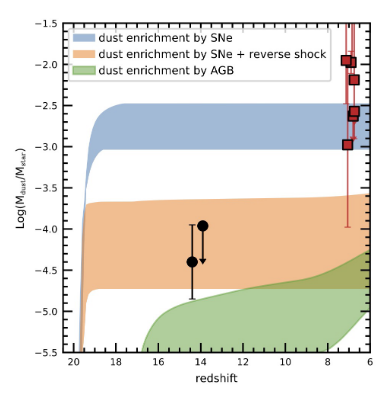 −1.5
dust enrichment by SNe
−2.0
dust enrichment by SNe + reverse shock
dust enrichment by AGB
−2.5
−3.0
−3.5
−4.0
−4.5
−5.0
−5.5
Log(Mdust/Mstar)
20 18 16 14 12 10 8 6
redshift